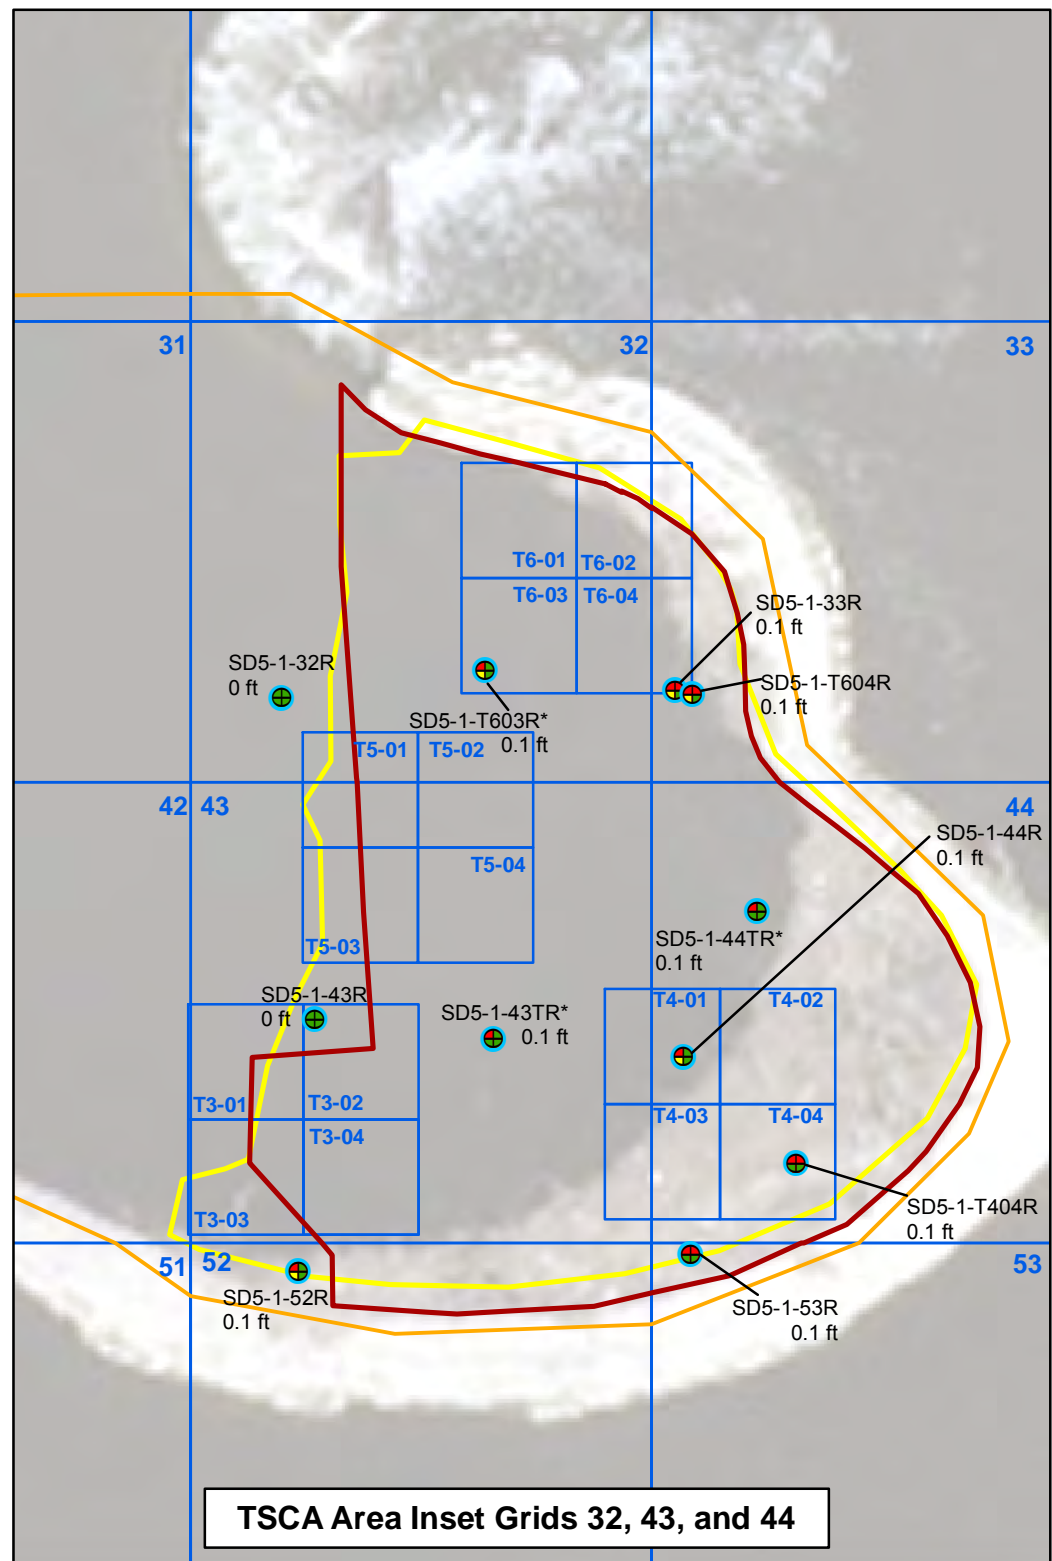 31
32
33
T6-01
T6-02
T6-03
T6-04
SD5-1-33R
0.1 ft
SD5-1-32R
0 ft
SD5-1-T604R
0.1 ft
SD5-1-T603R*
0.1 ft
T5-01
T5-02
42
43
44
SD5-1-44R
0.1 ft
T5-04
T5-03
SD5-1-44TR*
0.1 ft
SD5-1-43R
0 ft
SD5-1-43TR*
0.1 ft
T4-01
T4-02
T3-01
T3-02
T4-03
T4-04
T3-04
T3-03
SD5-1-T404R
0.1 ft
51
52
53
SD5-1-52R
0.1 ft
SD5-1-53R
0.1 ft
TSCA Area Inset Grids 32, 43, and 44